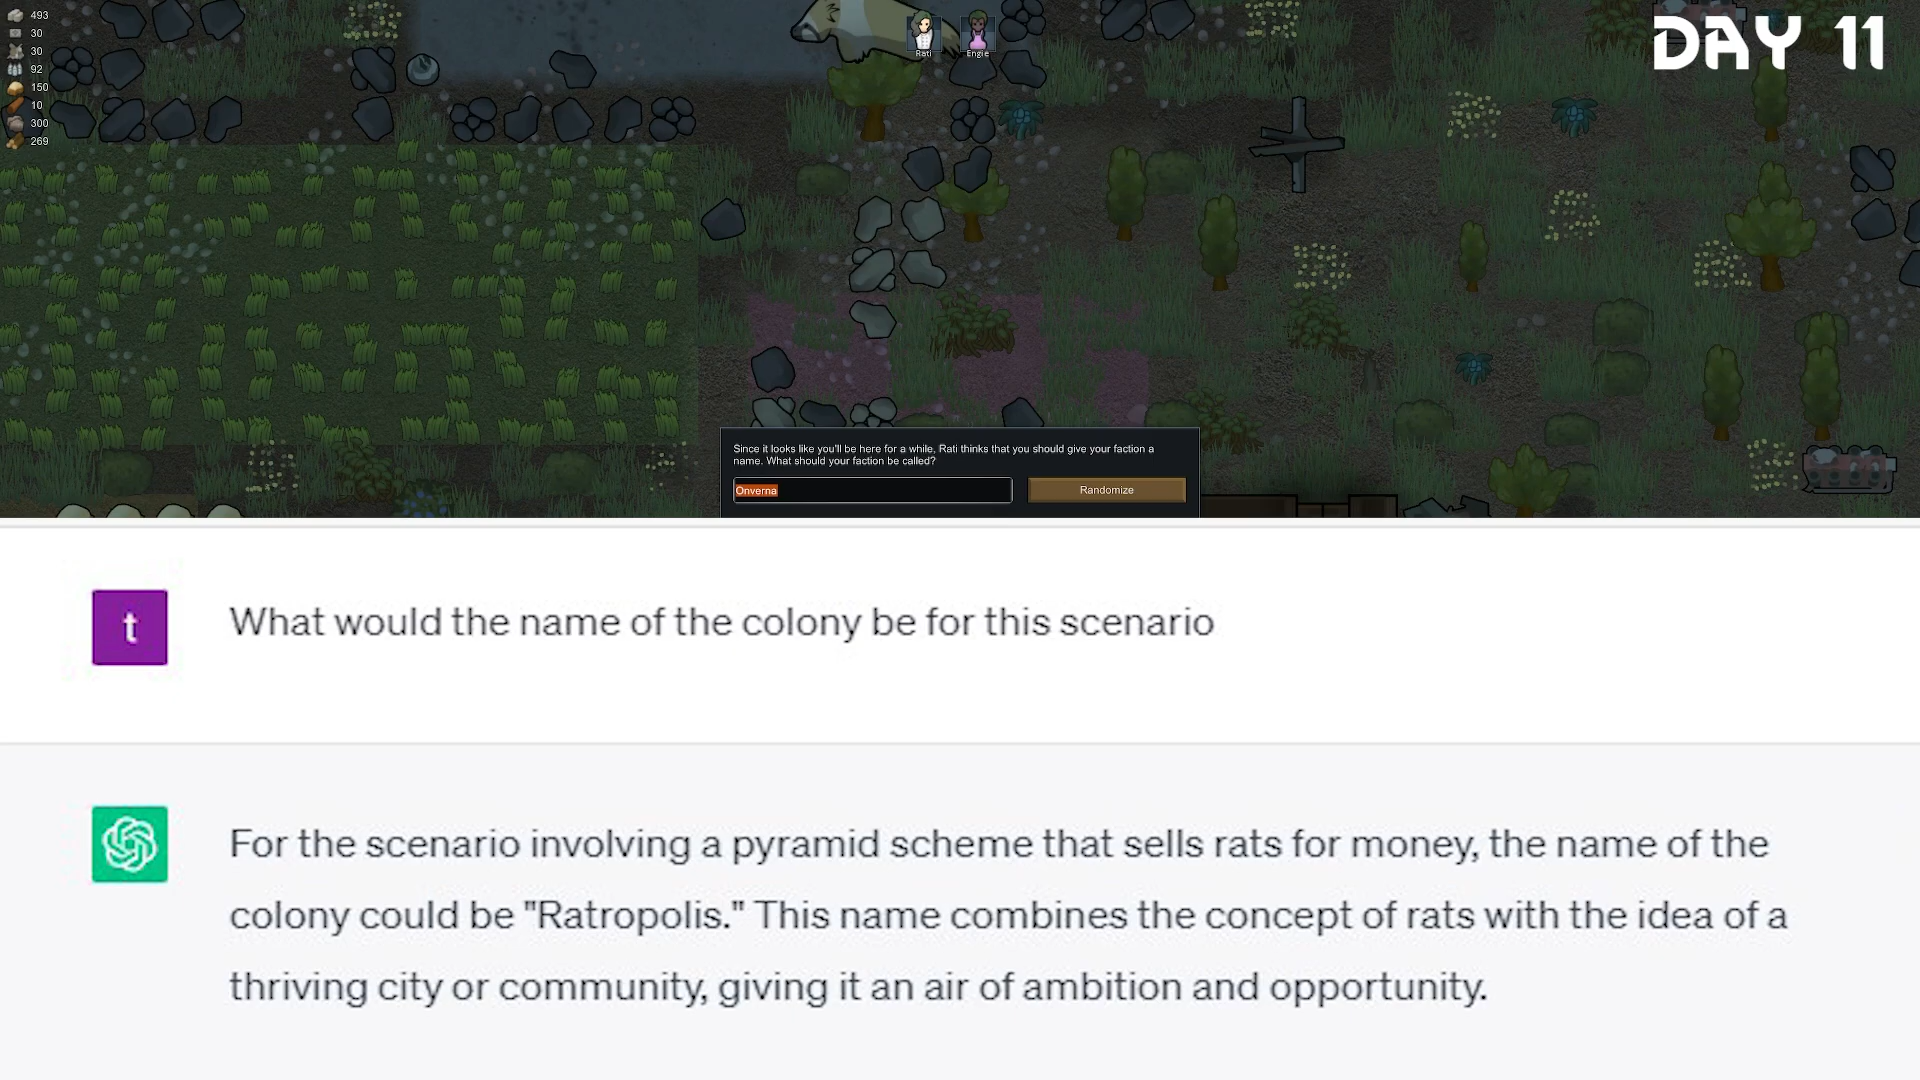 493
30
30
92
150
10
300
269
Rati
Engie
DAY 11
Since it looks like you'll be here for a while, Rati thinks that you should give your faction a
name. What should your faction be called?
Onverna
Randomize
t
What would the name of the colony be for this scenario
For the scenario involving a pyramid scheme that sells rats for money, the name of the
colony could be "Ratropolis." This name combines the concept of rats with the idea of a
thriving city or community, giving it an air of ambition and opportunity.